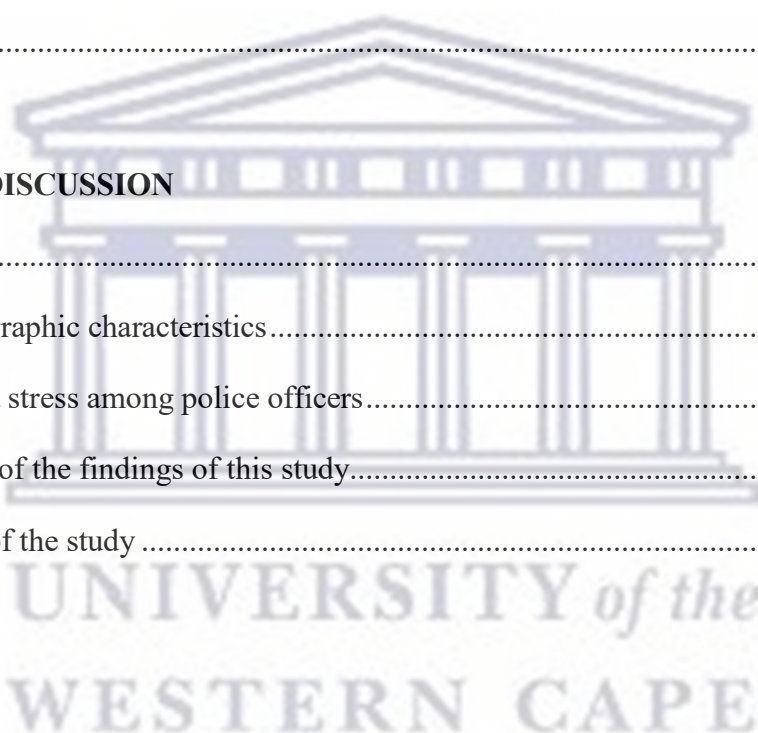 ................................................................
DISCUSSION
................................................................
raphic characteristics................................................
stress among police officers....................................
of the findings of this study.....................................
of the study ................................................................
UNIVERSITY of the
WESTERN CAPE